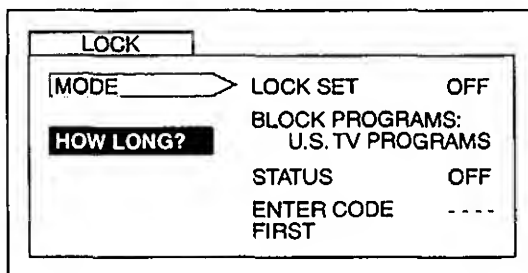 LOCK
MODE
LOCK SET OFF
BLOCK PROGRAMS:
HOW LONG?
U.S. TV PROGRAMS
STATUS OFF
ENTER CODE - - - -
FIRST